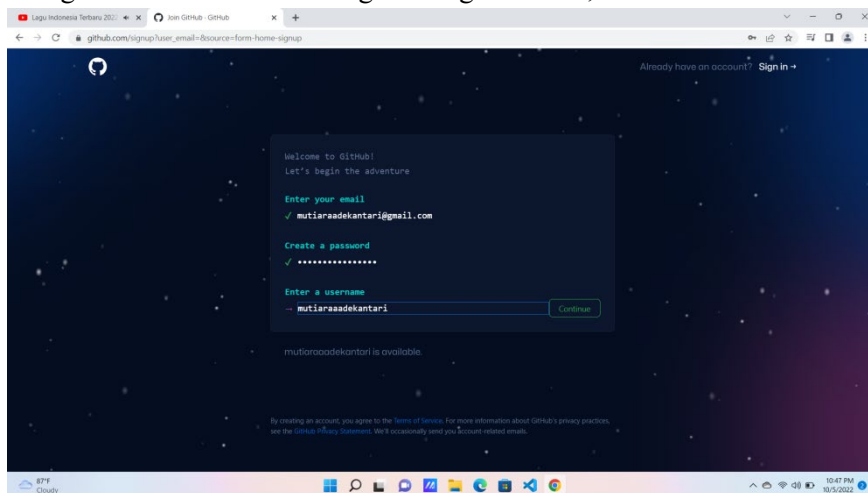 Lagu Indonesia Terbaru 202
Join GitHub · GitHub
github.com/signup?user_email=&source=form-home-signup
Already have an account? Sign in →
Welcome to GitHub!
Let's begin the adventure
Enter your email
✓ mutiaraadekantari@gmail.com
Create a password
✓ ••••••••••••••••
Enter a username
→ mutiaraaadekantari
Continue
mutiaraaadekantari is available.
By creating an account, you agree to the Terms of Service. For more information about GitHub's privacy practices,
see the GitHub Privacy Statement. We'll occasionally send you account-related emails.
87°F
Cloudy
10:47 PM
10/5/2022